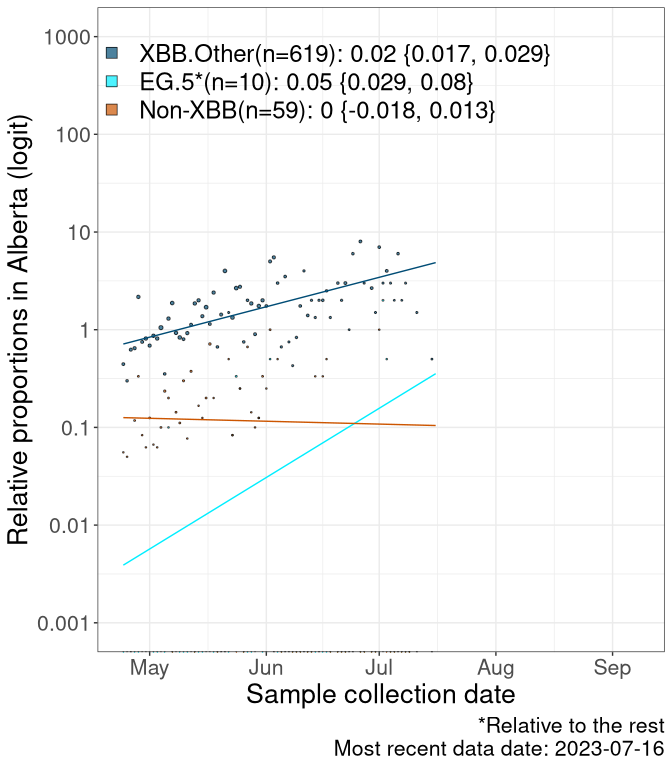 1000
100
10
1
0.1
0.01
0.001
Relative proportions in Alberta (logit)
XBB.Other(n=619): 0.02 {0.017, 0.029}
EG.5*(n=10): 0.05 {0.029, 0.08}
Non-XBB(n=59): 0 {-0.018, 0.013}
May Jun Jul Aug Sep
Sample collection date
*Relative to the rest
Most recent data date: 2023-07-16